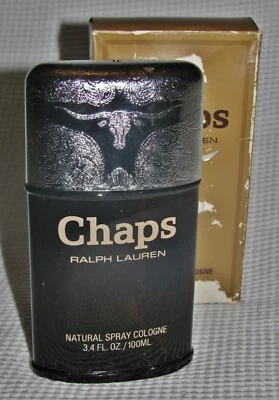 Chaps
RALPH LAUREN
NATURAL SPRAY COLOGNE
3.4 FL. OZ./100ML